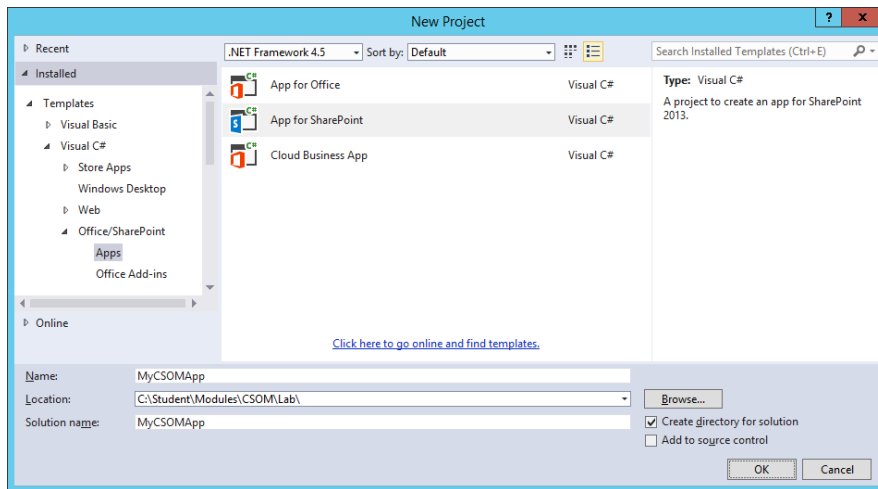 New Project
? x
Recent
.NET Framework 4.5 Sort by: Default
Search Installed Templates (Ctrl+E)
Installed
Templates
Visual Basic
Visual C#
Store Apps
Windows Desktop
Web
Office/SharePoint
Apps
Office Add-ins
Online
C# App for Office Visual C#
C# S App for SharePoint Visual C#
C# Cloud Business App Visual C#
Click here to go online and find templates.
Type: Visual C#
A project to create an app for SharePoint
2013.
Name: MyCSOMApp
Location: C:\Student\Modules\CSOM\Lab\ Browse...
Solution name: MyCSOMApp
Create directory for solution
Add to source control
OK Cancel